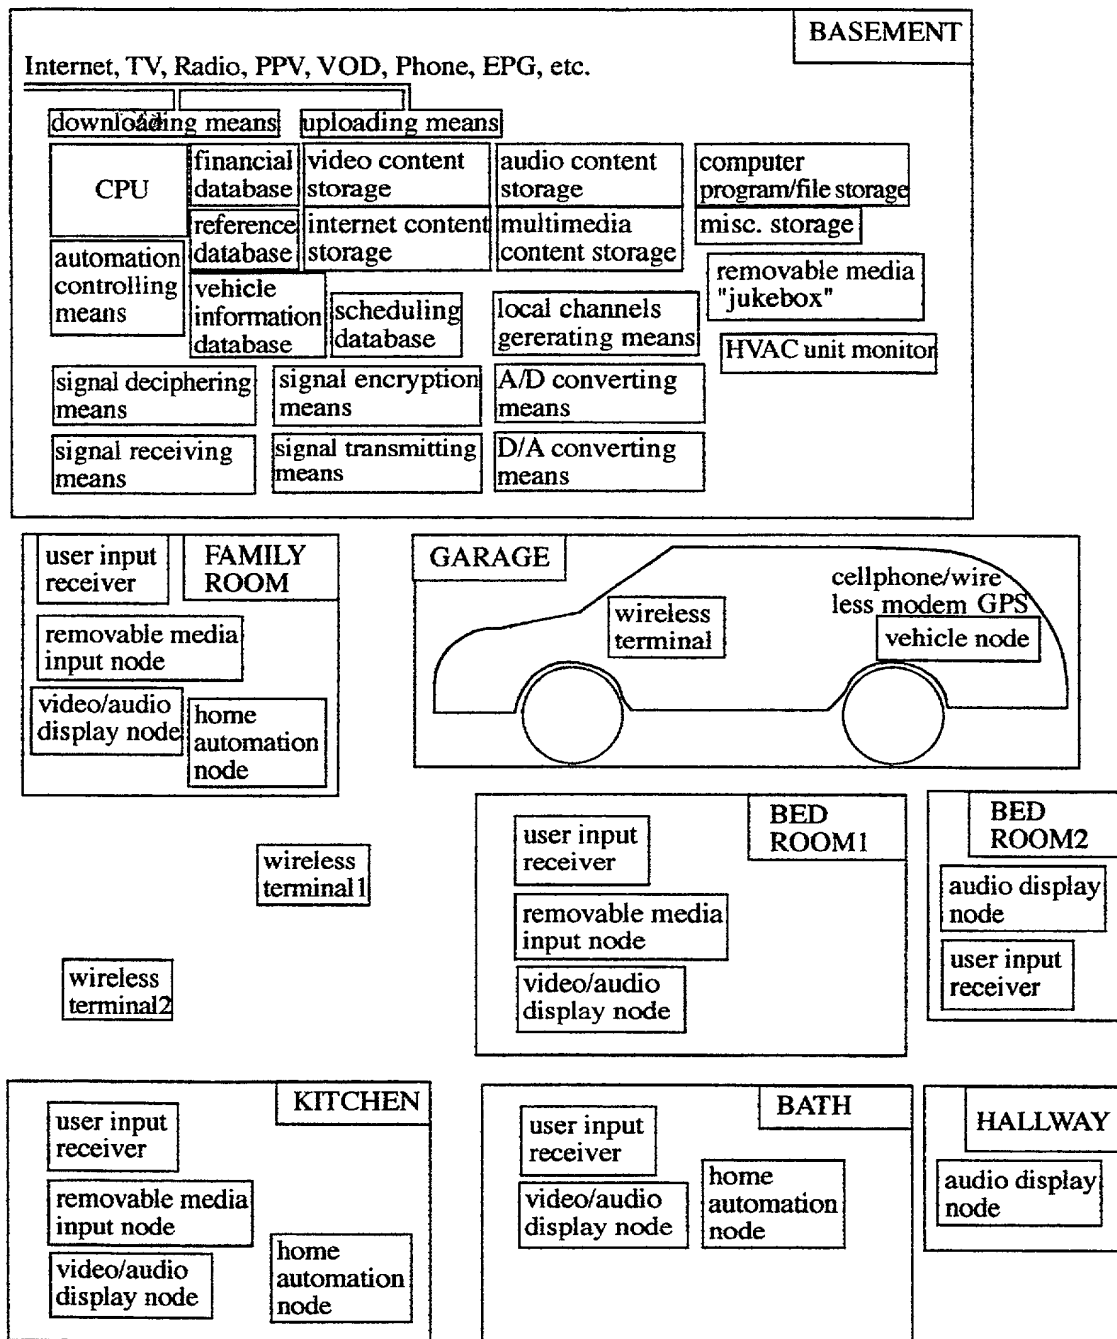 BASEMENT
Internet, TV, Radio, PPV, VOD, Phone, EPG, etc.
downloading means
uploading means
CPU
financial
database
video content
storage
audio content
storage
computer
program/file storage
reference
database
internet content
storage
multimedia
content storage
misc. storage
automation
controlling
means
vehicle
information
database
scheduling
database
local channels
gererating means
removable media
"jukebox"
HVAC unit monitor
signal deciphering
means
signal encryption
means
A/D converting
means
signal receiving
means
signal transmitting
means
D/A converting
means
FAMILY
ROOM
user input
receiver
removable media
input node
video/audio
display node
home
automation
node
GARAGE
wireless
terminal
cellphone/wire
less modem GPS
vehicle node
wireless
terminal1
wireless
terminal2
BED
ROOM1
user input
receiver
removable media
input node
video/audio
display node
BED
ROOM2
audio display
node
user input
receiver
KITCHEN
user input
receiver
removable media
input node
video/audio
display node
home
automation
node
BATH
user input
receiver
video/audio
display node
home
automation
node
HALLWAY
audio display
node